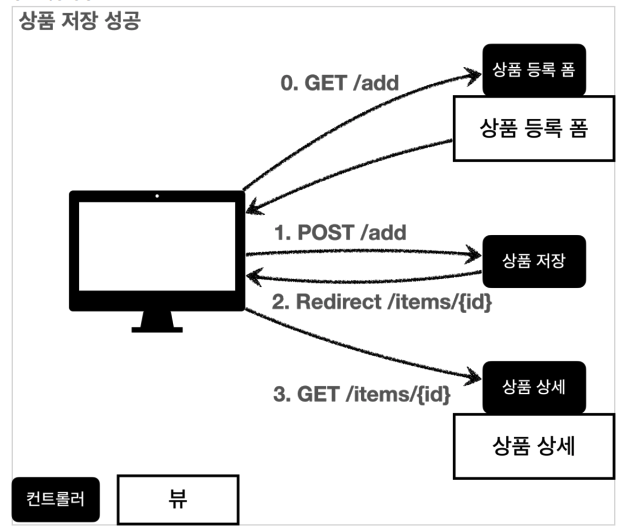 상품 저장 성공
0. GET /add
상품 등록 폼
상품 등록 폼
1. POST /add
상품 저장
2. Redirect /items/{id}
3. GET /items/{id}
상품 상세
상품 상세
컨트롤러
뷰